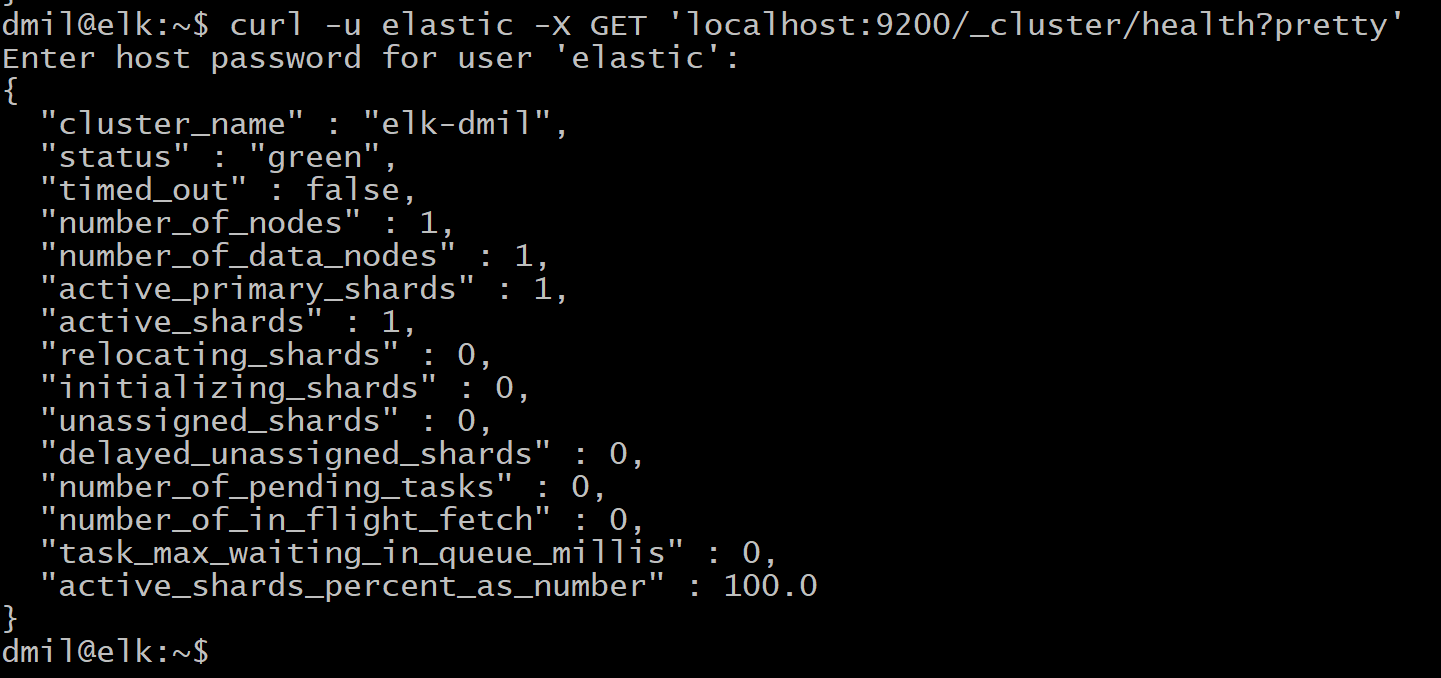 }
dmil@elk:~$ curl -u elastic -X GET 'localhost:9200/_cluster/health?pretty'
Enter host password for user 'elastic':
{
  "cluster_name" : "elk-dmil",
  "status" : "green",
  "timed_out" : false,
  "number_of_nodes" : 1,
  "number_of_data_nodes" : 1,
  "active_primary_shards" : 1,
  "active_shards" : 1,
  "relocating_shards" : 0,
  "initializing_shards" : 0,
  "unassigned_shards" : 0,
  "delayed_unassigned_shards" : 0,
  "number_of_pending_tasks" : 0,
  "number_of_in_flight_fetch" : 0,
  "task_max_waiting_in_queue_millis" : 0,
  "active_shards_percent_as_number" : 100.0
}
dmil@elk:~$